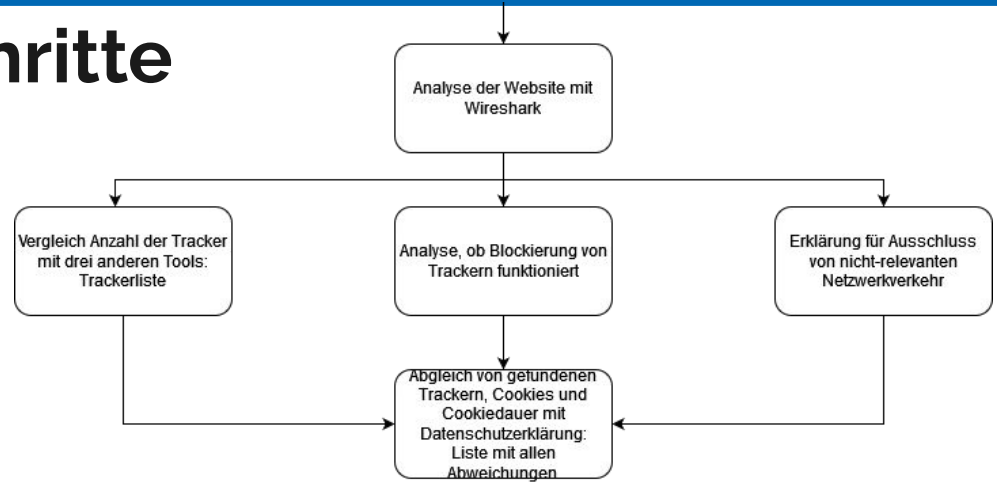 hritte
Analyse der Website mit
Wireshark
Vergleich Anzahl der Tracker
mit drei anderen Tools:
Trackerliste
Analyse, ob Blockierung von
Trackern funktioniert
Erklärung für Ausschluss
von nicht-relevanten
Netzwerkverkehr
Abgleich von gefundenen
Trackern, Cookies und
Cookiedauer mit
Datenschutzerklärung:
Liste mit allen
Abweichungen